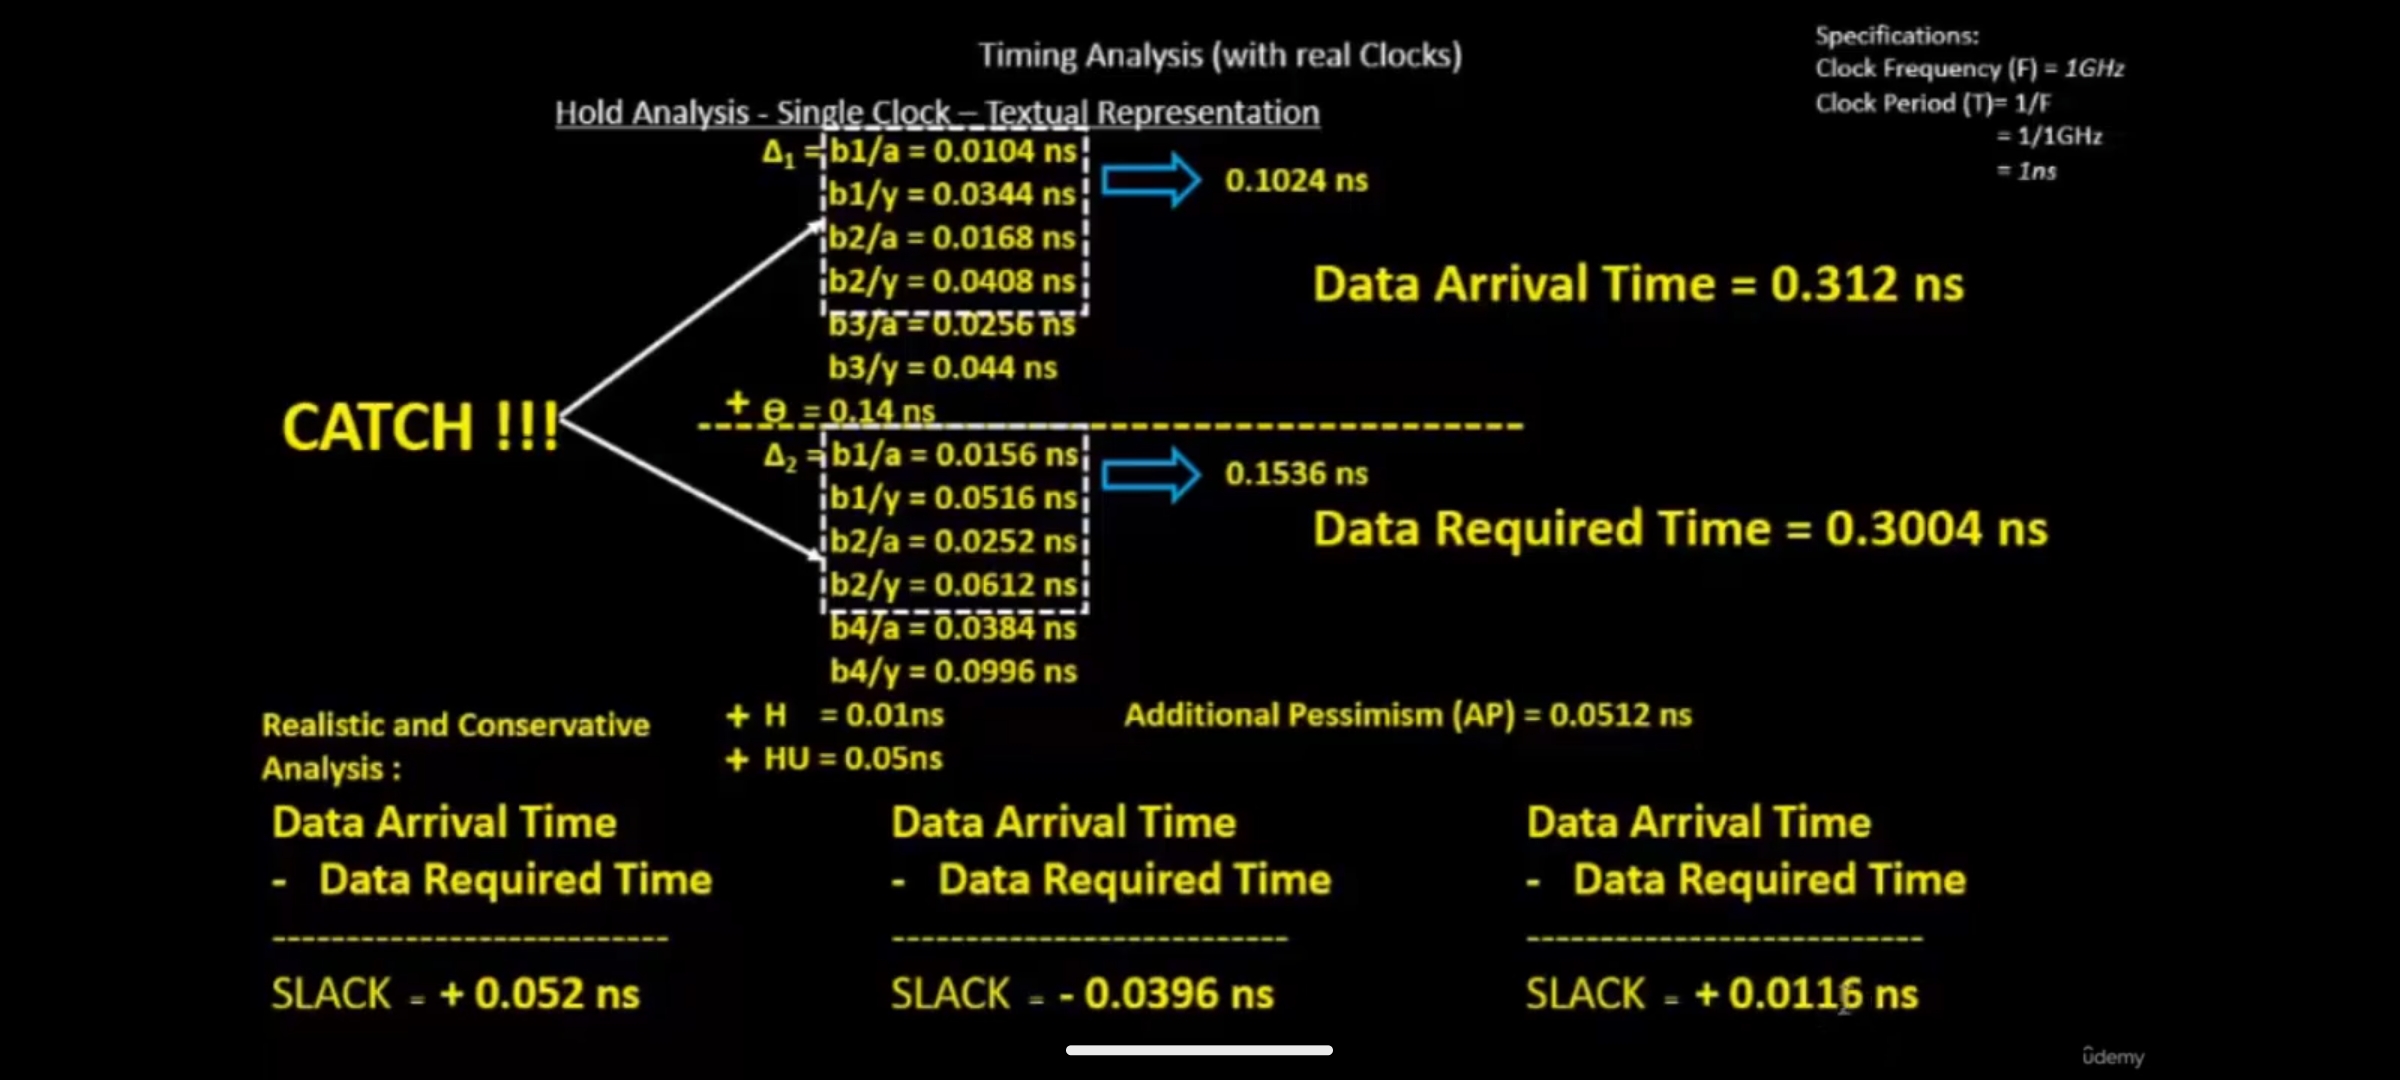 Timing Analysis (with real Clocks)
Specifications:
Clock Frequency (F) = 1GHz
Clock Period (T)= 1/F
= 1/1GHz
= 1ns
Hold Analysis - Single Clock – Textual Representation
Δ1 = b1/a = 0.0104 ns
b1/y = 0.0344 ns
b2/a = 0.0168 ns
b2/y = 0.0408 ns
b3/a = 0.0256 ns
b3/y = 0.044 ns
+ Θ = 0.14 ns
0.1024 ns
Data Arrival Time = 0.312 ns
CATCH !!!
Δ2 = b1/a = 0.0156 ns
b1/y = 0.0516 ns
b2/a = 0.0252 ns
b2/y = 0.0612 ns
b4/a = 0.0384 ns
b4/y = 0.0996 ns
+ H = 0.01ns
+ HU = 0.05ns
0.1536 ns
Data Required Time = 0.3004 ns
Additional Pessimism (AP) = 0.0512 ns
Realistic and Conservative
Analysis :
Data Arrival Time
- Data Required Time
---------------------------
SLACK = + 0.052 ns
Data Arrival Time
- Data Required Time
---------------------------
SLACK = - 0.0396 ns
Data Arrival Time
- Data Required Time
---------------------------
SLACK = + 0.0116 ns
ûdemy